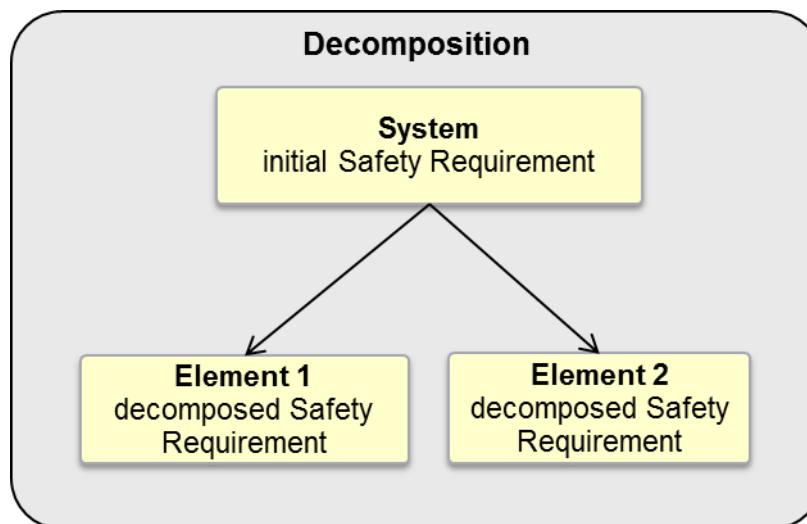 Decomposition
System
initial Safety Requirement
Element 1
decomposed Safety
Requirement
Element 2
decomposed Safety
Requirement